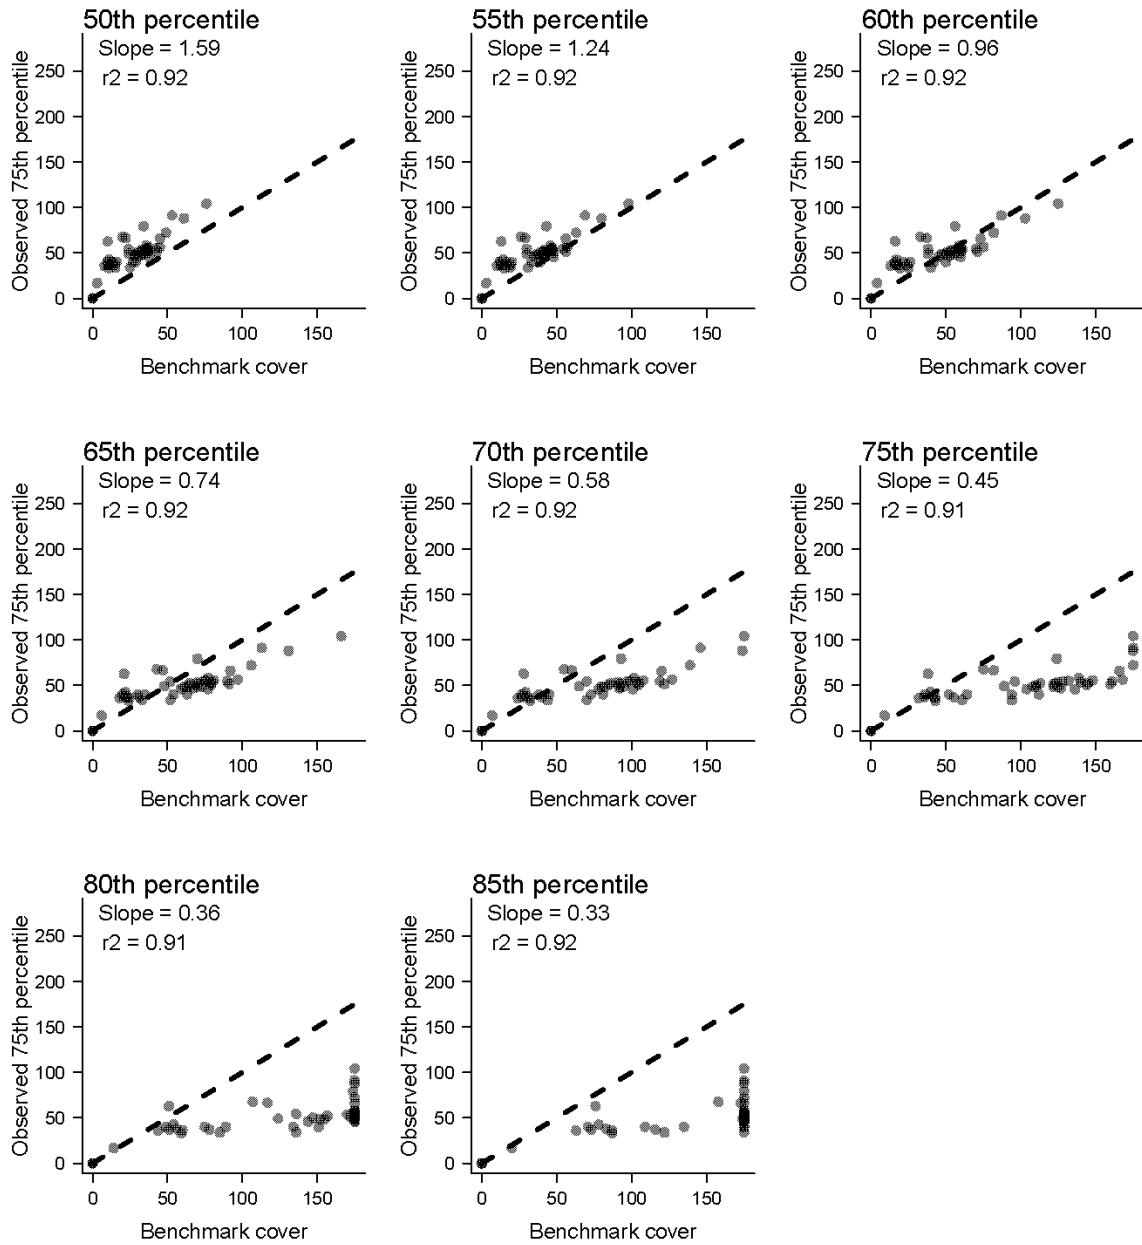 50th percentile
Slope = 1.59
r2 = 0.92
Observed 75th percentile
250
200
150
100
50
0
0 50 100 150
Benchmark cover
55th percentile
Slope = 1.24
r2 = 0.92
Observed 75th percentile
250
200
150
100
50
0
0 50 100 150
Benchmark cover
60th percentile
Slope = 0.96
r2 = 0.92
Observed 75th percentile
250
200
150
100
50
0
0 50 100 150
Benchmark cover
65th percentile
Slope = 0.74
r2 = 0.92
Observed 75th percentile
250
200
150
100
50
0
0 50 100 150
Benchmark cover
70th percentile
Slope = 0.58
r2 = 0.92
Observed 75th percentile
250
200
150
100
50
0
0 50 100 150
Benchmark cover
75th percentile
Slope = 0.45
r2 = 0.91
Observed 75th percentile
250
200
150
100
50
0
0 50 100 150
Benchmark cover
80th percentile
Slope = 0.36
r2 = 0.91
Observed 75th percentile
250
200
150
100
50
0
0 50 100 150
Benchmark cover
85th percentile
Slope = 0.33
r2 = 0.92
Observed 75th percentile
250
200
150
100
50
0
0 50 100 150
Benchmark cover